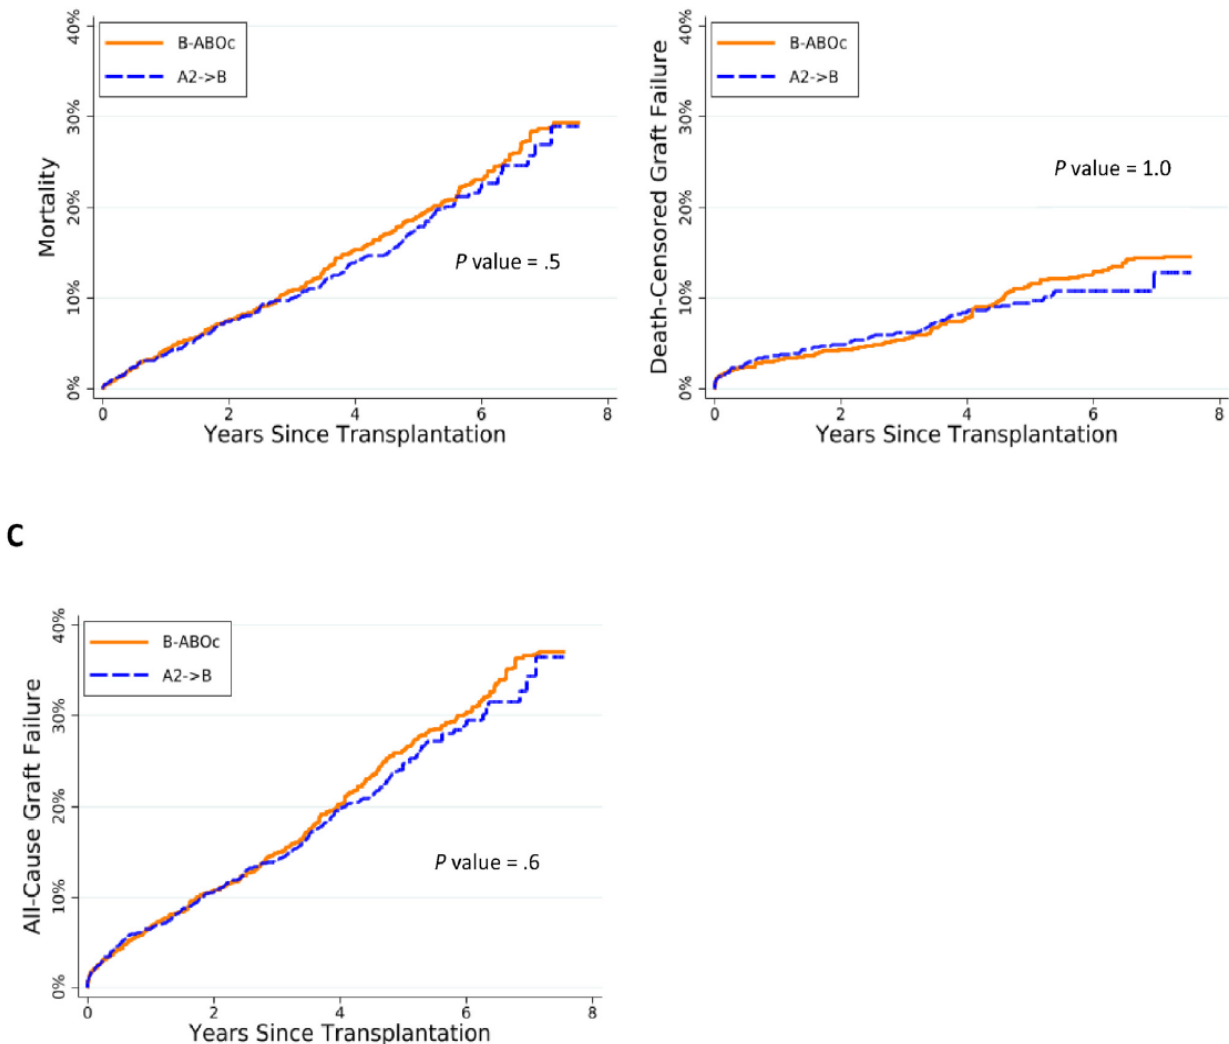 40%
30%
20%
10%
0%
Mortality
B-ABOc
A2->B
P value = .5
0 2 4 6 8
Years Since Transplantation
40%
30%
20%
10%
0%
Death-Censored Graft Failure
B-ABOc
A2->B
P value = 1.0
0 2 4 6 8
Years Since Transplantation
C
40%
30%
20%
10%
0%
All-Cause Graft Failure
B-ABOc
A2->B
P value = .6
0 2 4 6 8
Years Since Transplantation